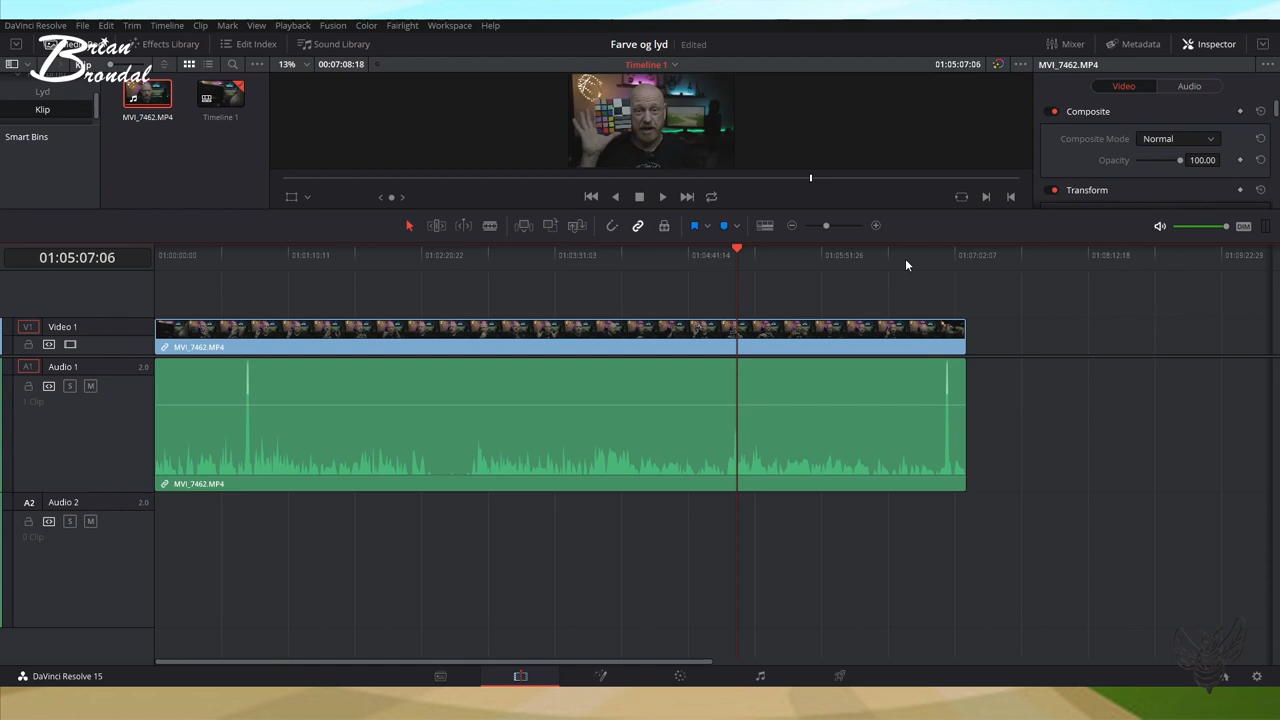 DaVinci Resolve File Edit Trim Timeline Clip Mark View Playback Fusion Color Fairlight Workspace Help
Effects Library Edit Index Sound Library Farve og lyd Edited Mixer Metadata Inspector
Brian Brøndal
Klip 13% 00:07:08:18 Timeline 1 01:05:07:06 MVI_7462.MP4
Video Audio
Lyd
Klip
MVI_7462.MP4 Timeline 1
Smart Bins
Composite
Composite Mode Normal
Opacity 100.00
Transform
DIM
01:05:07:06 01:00:00:00 01:01:10:11 01:02:20:22 01:03:31:03 01:04:41:14 01:05:51:26 01:07:02:07 01:08:12:18 01:09:22:29
V1 Video 1
MVI_7462.MP4
A1 Audio 1 2.0
S M
1 Clip
MVI_7462.MP4
A2 Audio 2 2.0
S M
0 Clip
DaVinci Resolve 15